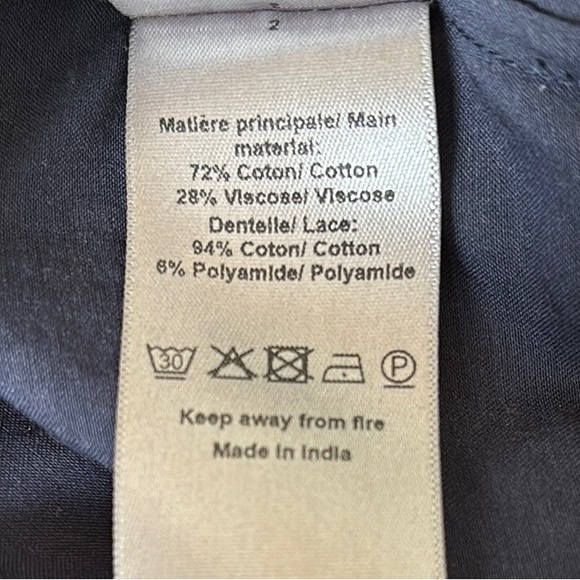 2
Matière principale/ Main
material:
72% Coton/ Cotton
28% Viscose/ Viscose
Dentelle/ Lace:
94% Coton/ Cotton
6% Polyamide/ Polyamide
30
P
Keep away from fire
Made in India